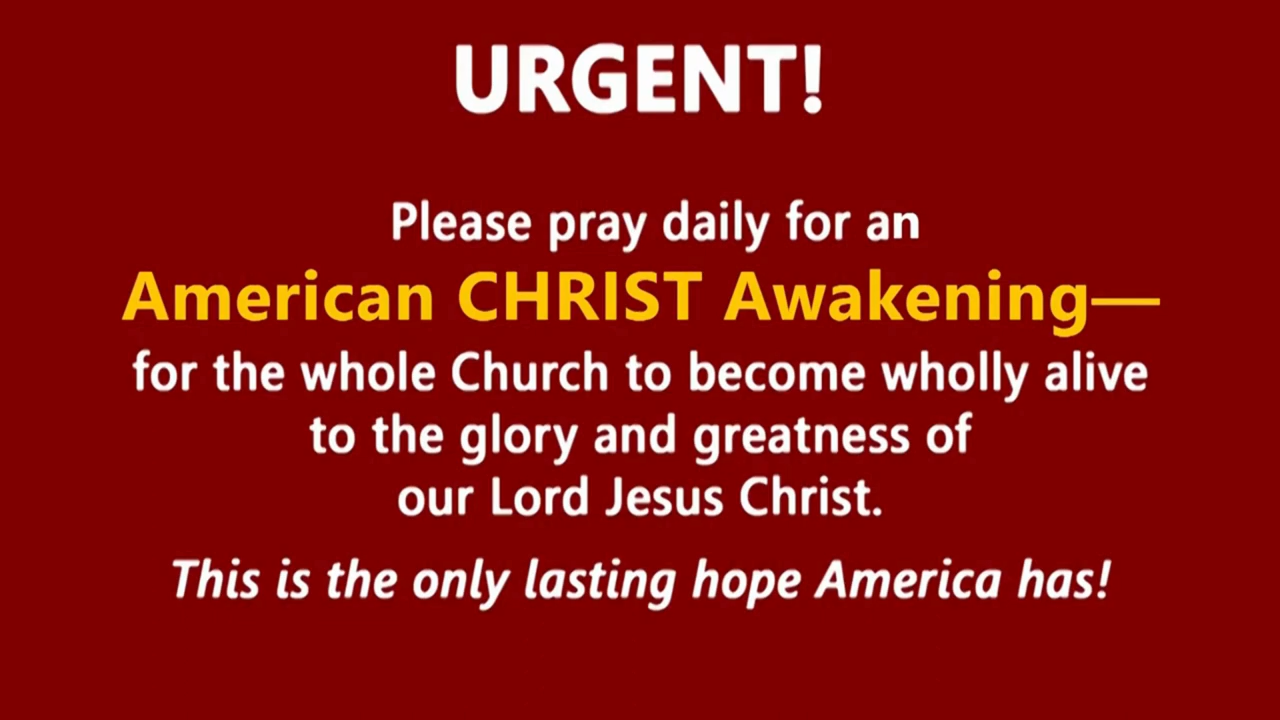 URGENT!
Please pray daily for an
American CHRIST Awakening—
for the whole Church to become wholly alive
to the glory and greatness of
our Lord Jesus Christ.
This is the only lasting hope America has!